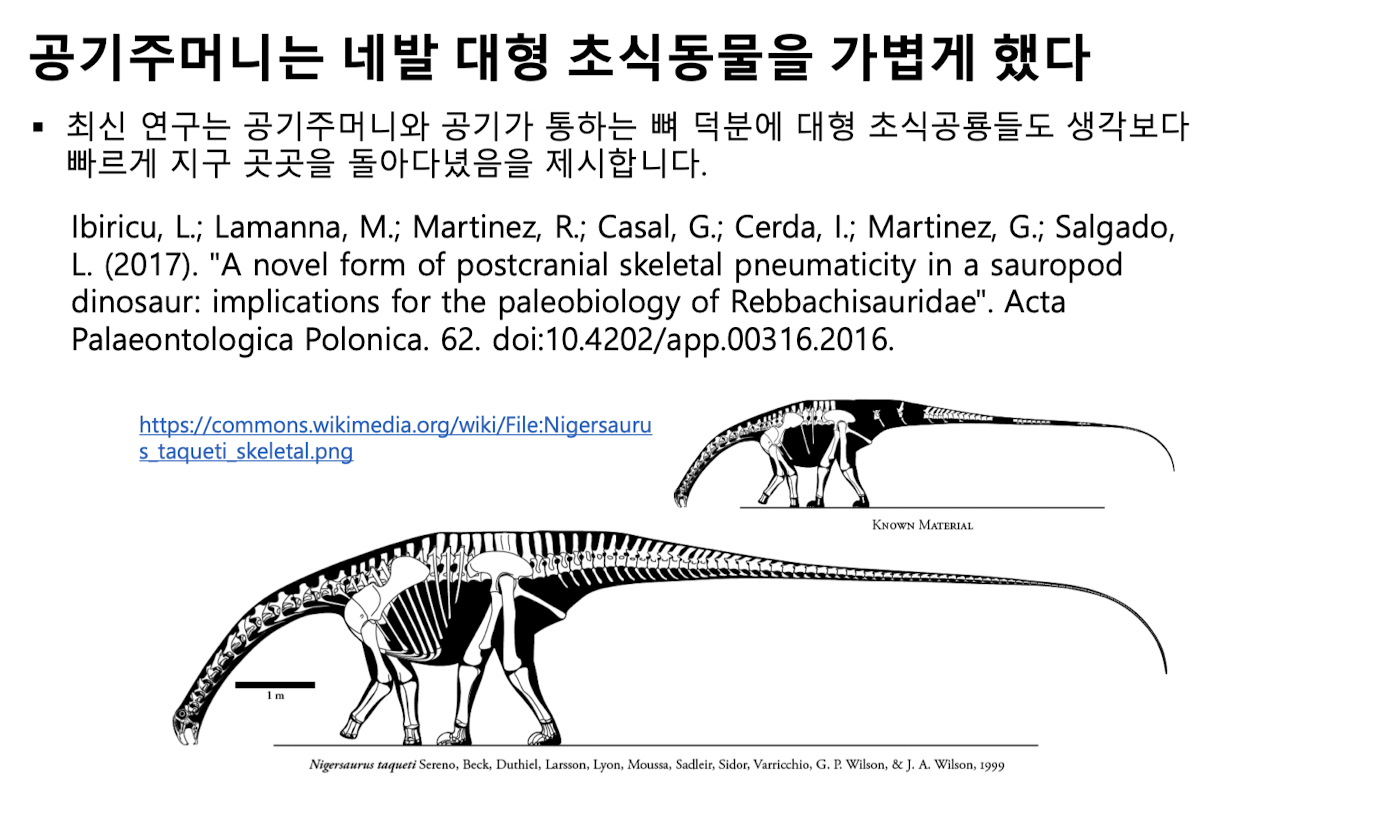 공기주머니는 네발 대형 초식동물을 가볍게 했다
▪ 최신 연구는 공기주머니와 공기가 통하는 뼈 덕분에 대형 초식공룡들도 생각보다
빠르게 지구 곳곳을 돌아다녔음을 제시합니다.
Ibiricu, L.; Lamanna, M.; Martinez, R.; Casal, G.; Cerda, I.; Martinez, G.; Salgado,
L. (2017). "A novel form of postcranial skeletal pneumaticity in a sauropod
dinosaur: implications for the paleobiology of Rebbachisauridae". Acta
Palaeontologica Polonica. 62. doi:10.4202/app.00316.2016.
https://commons.wikimedia.org/wiki/File:Nigersauru
s_taqueti_skeletal.png
Known Material
1 m
Nigersaurus taqueti Sereno, Beck, Duthiel, Larsson, Lyon, Moussa, Sadleir, Sidor, Varricchio, G. P. Wilson, & J. A. Wilson, 1999